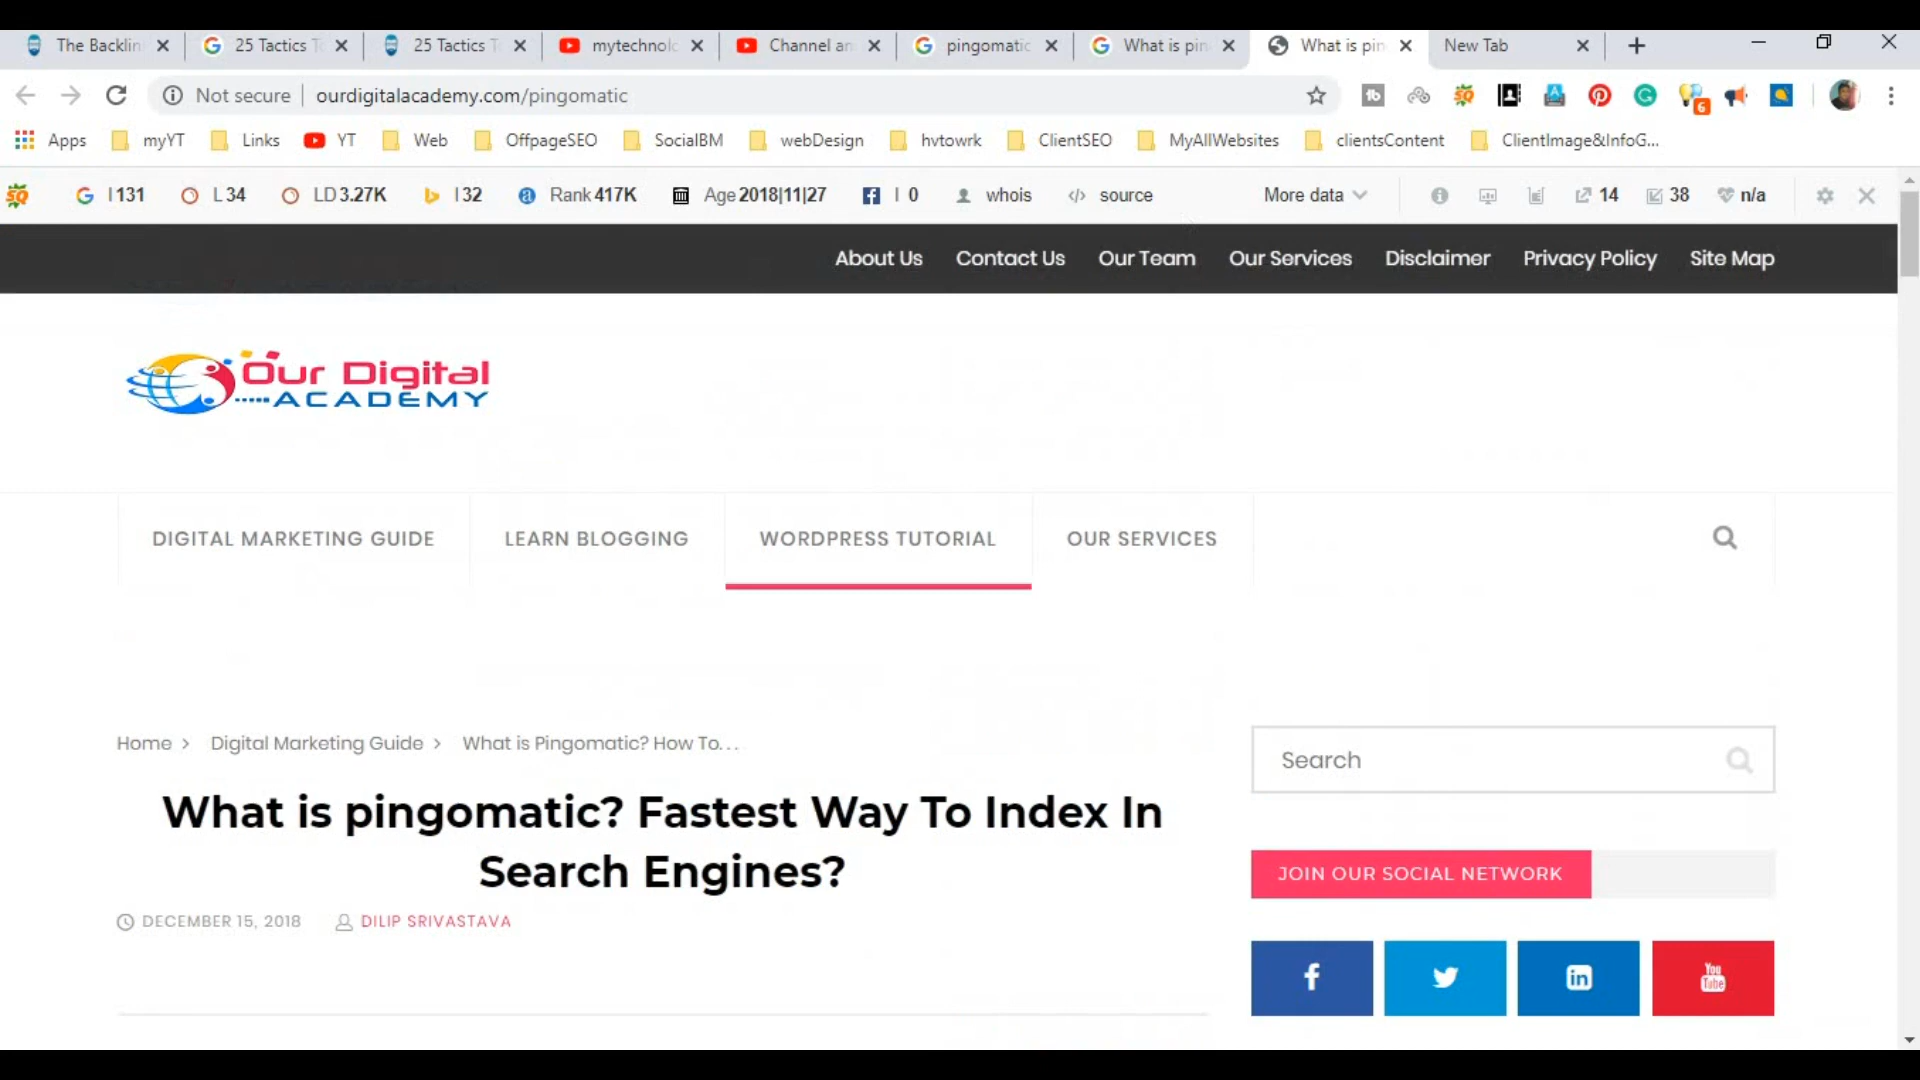 The Backlin
25 Tactics T
25 Tactics T
mytechnolo
Channel an
pingomatic
What is pin
What is pin
New Tab
Not secure
ourdigitalacademy.com/pingomatic
6
Apps
myYT
Links
YT
Web
OffpageSEO
SocialBM
webDesign
hvtowrk
ClientSEO
MyAllWebsites
clientsContent
ClientImage&InfoG...
I 131
L 34
LD 3.27K
I 32
Rank 417K
Age 2018|11|27
I 0
whois
source
More data
14
38
n/a
About Us
Contact Us
Our Team
Our Services
Disclaimer
Privacy Policy
Site Map
Our Digital
ACADEMY
DIGITAL MARKETING GUIDE
LEARN BLOGGING
WORDPRESS TUTORIAL
OUR SERVICES
Home > Digital Marketing Guide > What is Pingomatic? How To...
Search
What is pingomatic? Fastest Way To Index In
Search Engines?
DECEMBER 15, 2018
DILIP SRIVASTAVA
JOIN OUR SOCIAL NETWORK
You
Tube